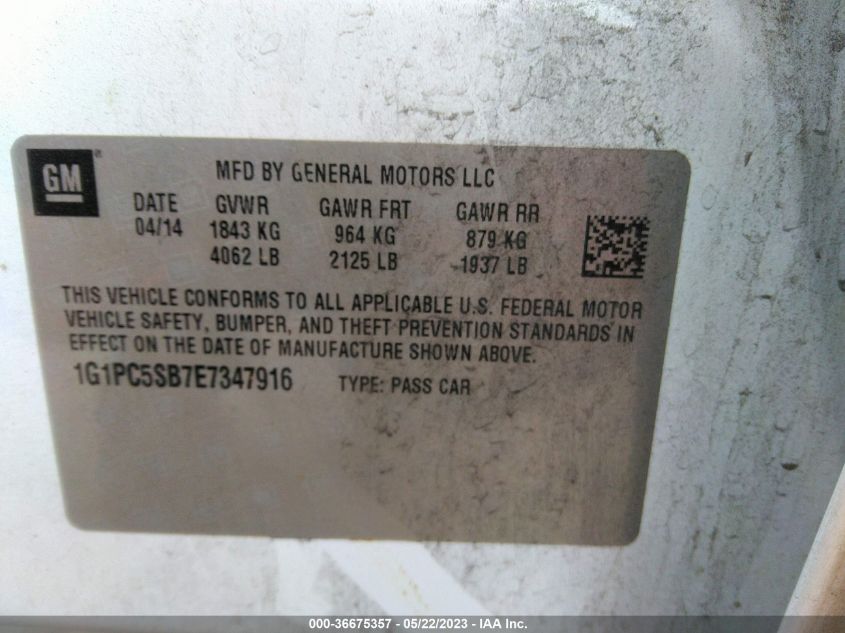 GM®
MFD BY GENERAL MOTORS LLC
DATE GVWR GAWR FRT GAWR RR
04/14 1843 KG 964 KG 879 KG
4062 LB 2125 LB 1937 LB
THIS VEHICLE CONFORMS TO ALL APPLICABLE U.S. FEDERAL MOTOR
VEHICLE SAFETY, BUMPER, AND THEFT PREVENTION STANDARDS IN
EFFECT ON THE DATE OF MANUFACTURE SHOWN ABOVE.
1G1PC5SB7E7347916 TYPE: PASS CAR
000-36675357 - 05/22/2023 - IAA Inc.